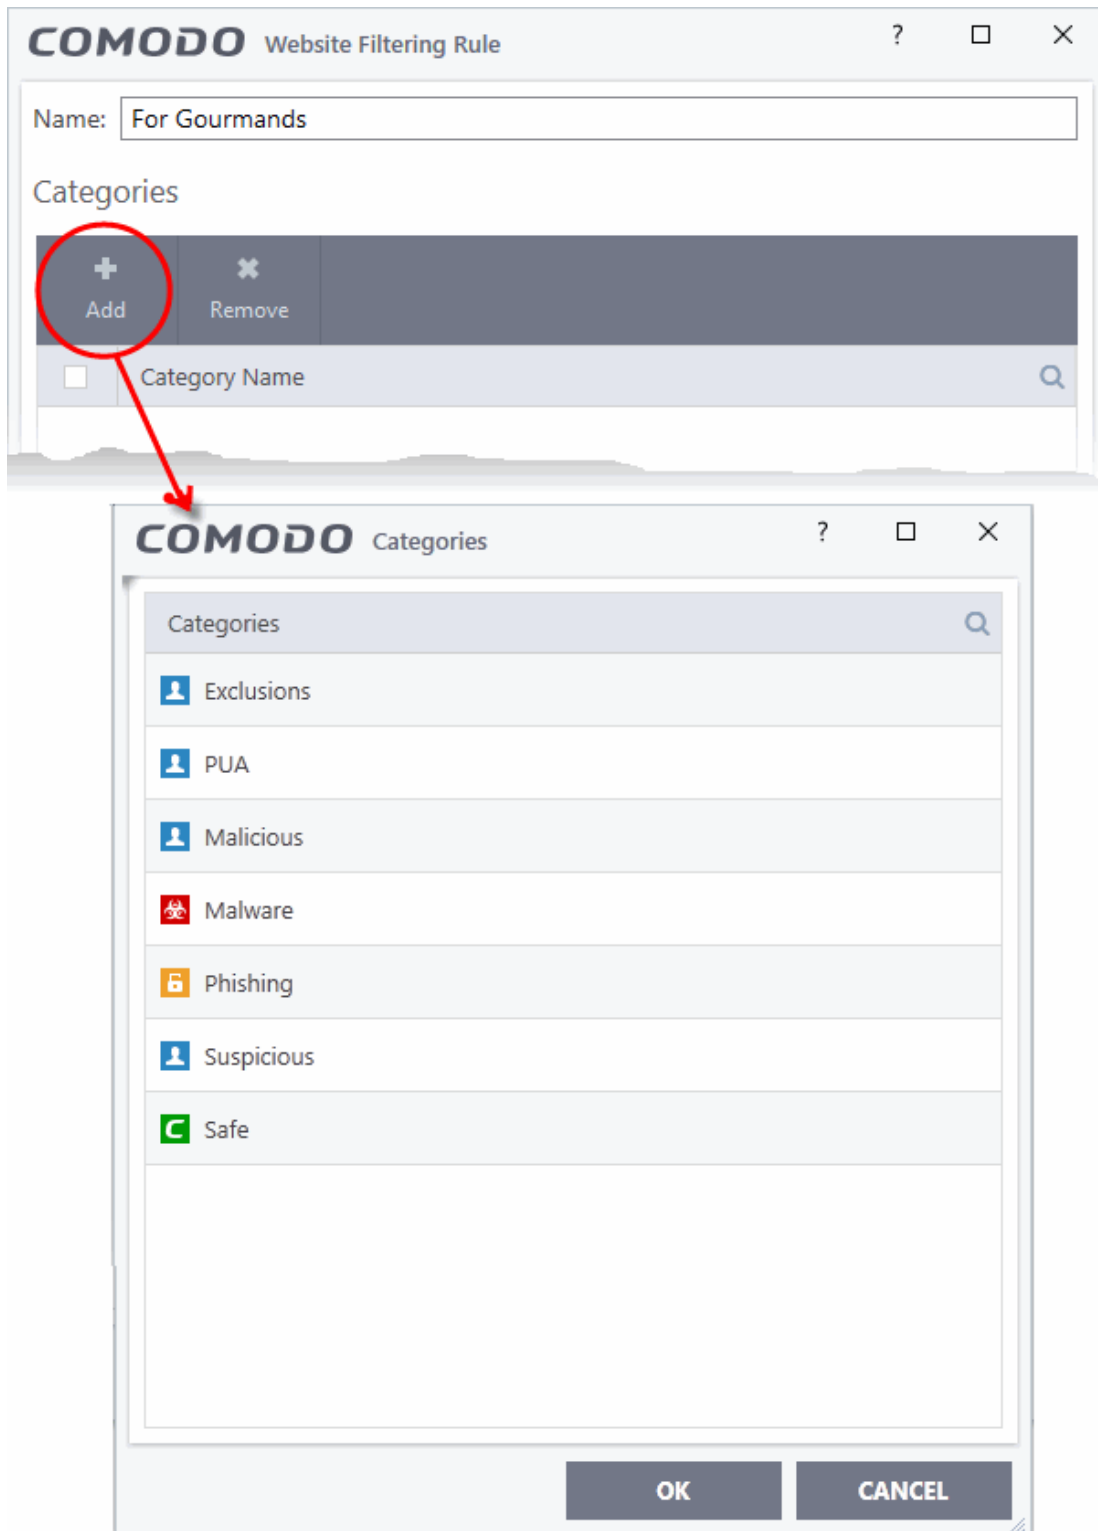 COMODO Website Filtering Rule ?
Name: For Gourmands
Categories
Add Remove
Category Name
COMODO Categories ?
Categories
Exclusions
PUA
Malicious
Malware
Phishing
Suspicious
C Safe
OK CANCEL